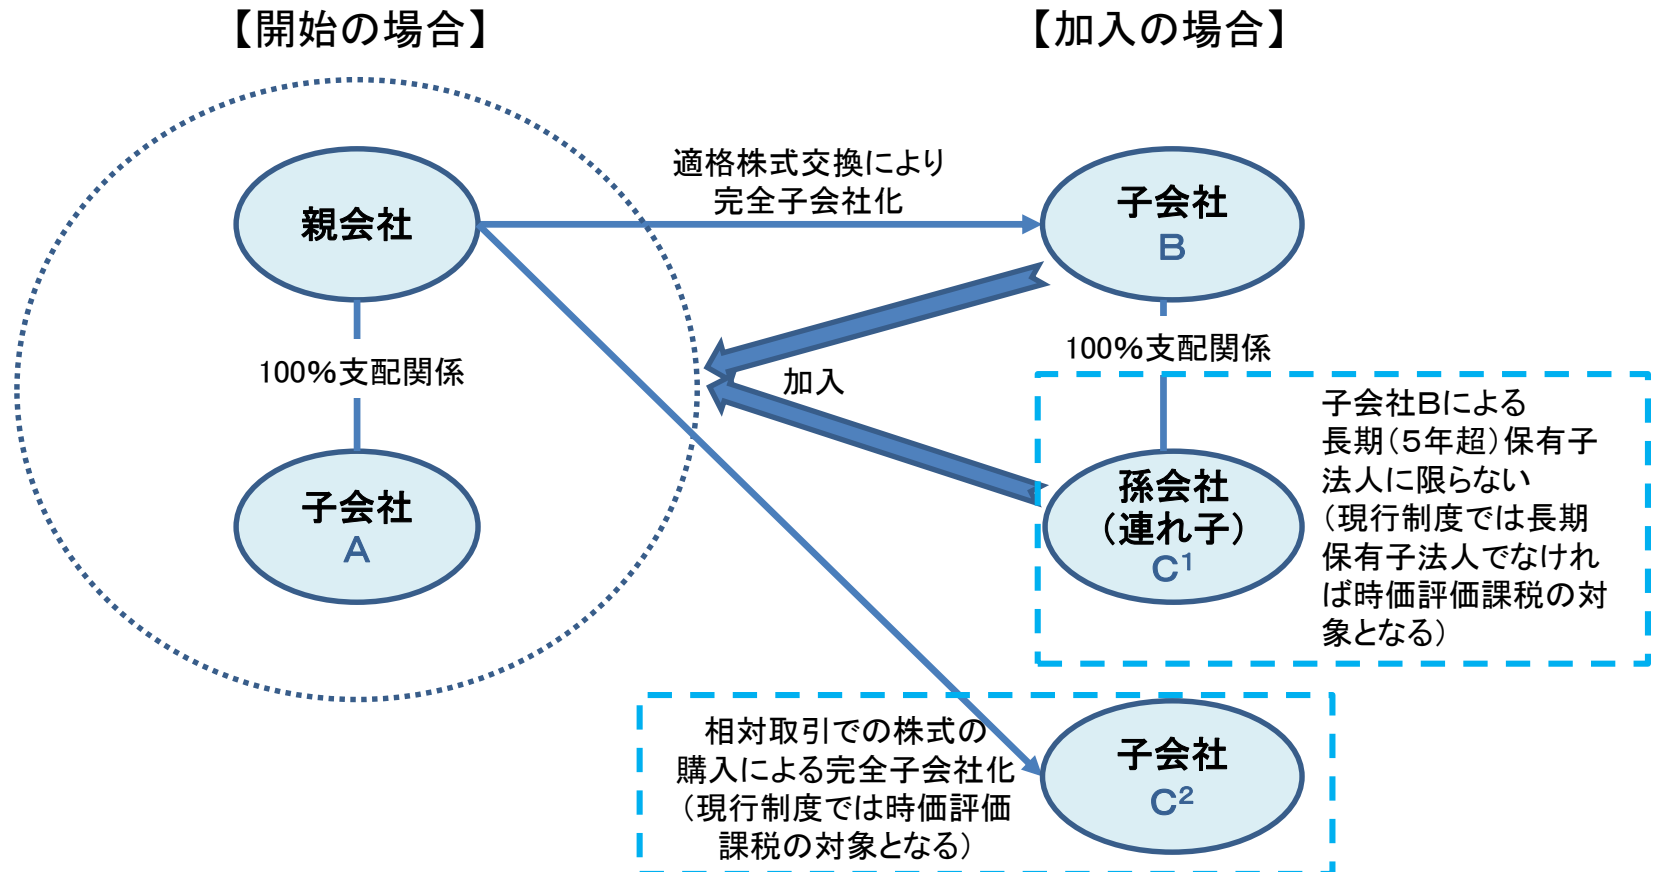 【開始の場合】
【加入の場合】
親会社
適格株式交換により
完全子会社化
子会社
B
100%支配関係
100%支配関係
加入
子会社
A
孫会社
（連れ子）
C¹
子会社Bによる
長期（５年超）保有子
法人に限らない
（現行制度では長期
保有子法人でなけれ
ば時価評価課税の対
象となる）
相対取引での株式の
購入による完全子会社化
（現行制度では時価評価
課税の対象となる）
子会社
C²